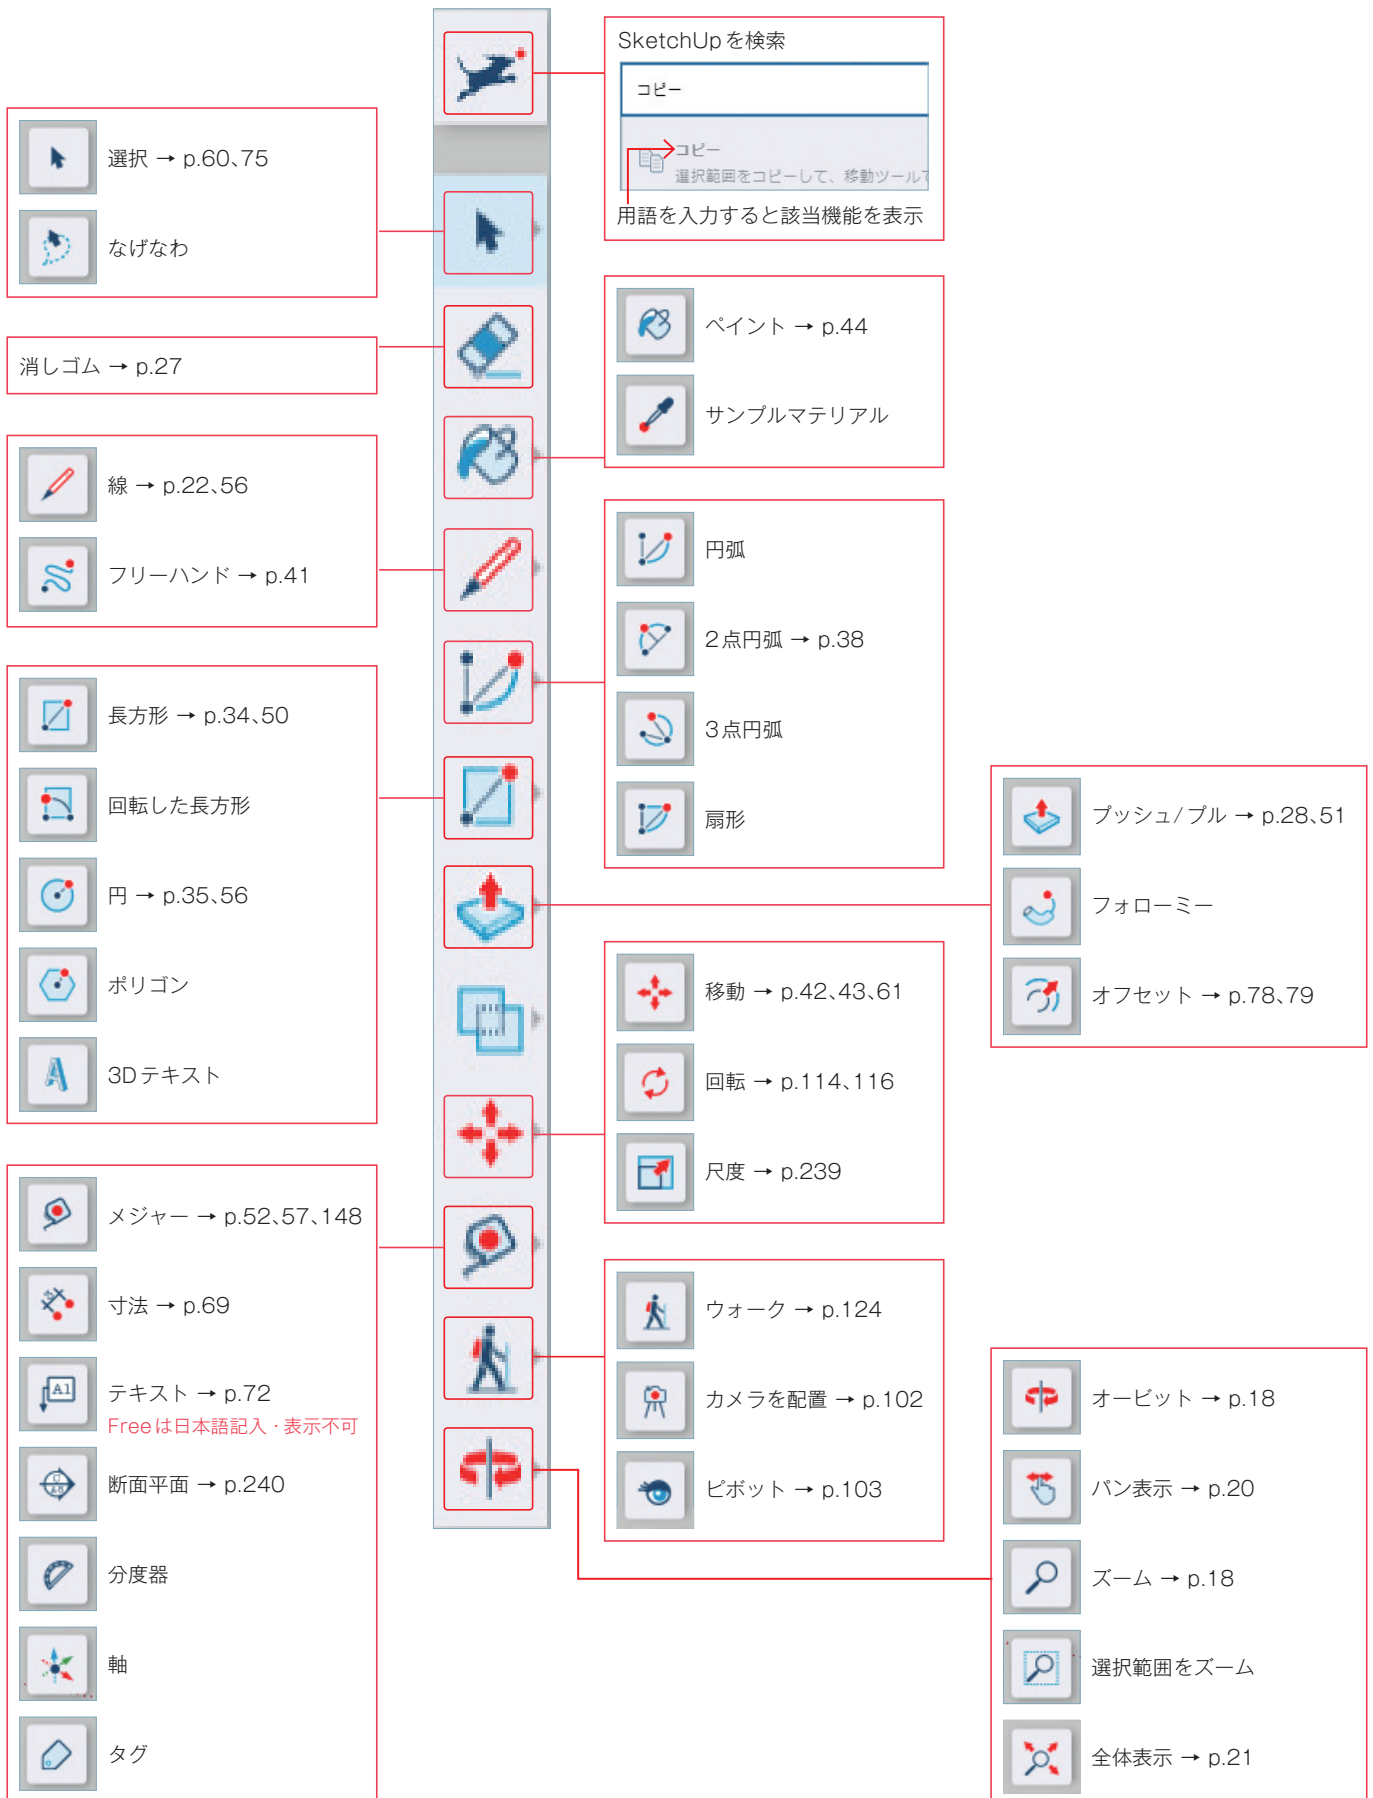 SketchUpを検索
コピー
コピー
選択範囲をコピーして、移動ツールで
用語を入力すると該当機能を表示
選択 → p.60、75
なげなわ
消しゴム → p.27
ペイント → p.44
サンプルマテリアル
線 → p.22、56
フリーハンド → p.41
円弧
2点円弧 → p.38
3点円弧
扇形
長方形 → p.34、50
回転した長方形
円 → p.35、56
ポリゴン
3Dテキスト
プッシュ/プル → p.28、51
フォローミー
オフセット → p.78、79
移動 → p.42、43、61
回転 → p.114、116
尺度 → p.239
メジャー → p.52、57、148
寸法 → p.69
A1
テキスト → p.72
Freeは日本語記入・表示不可
断面平面 → p.240
分度器
軸
タグ
ウォーク → p.124
カメラを配置 → p.102
ピボット → p.103
オービット → p.18
パン表示 → p.20
ズーム → p.18
選択範囲をズーム
全体表示 → p.21